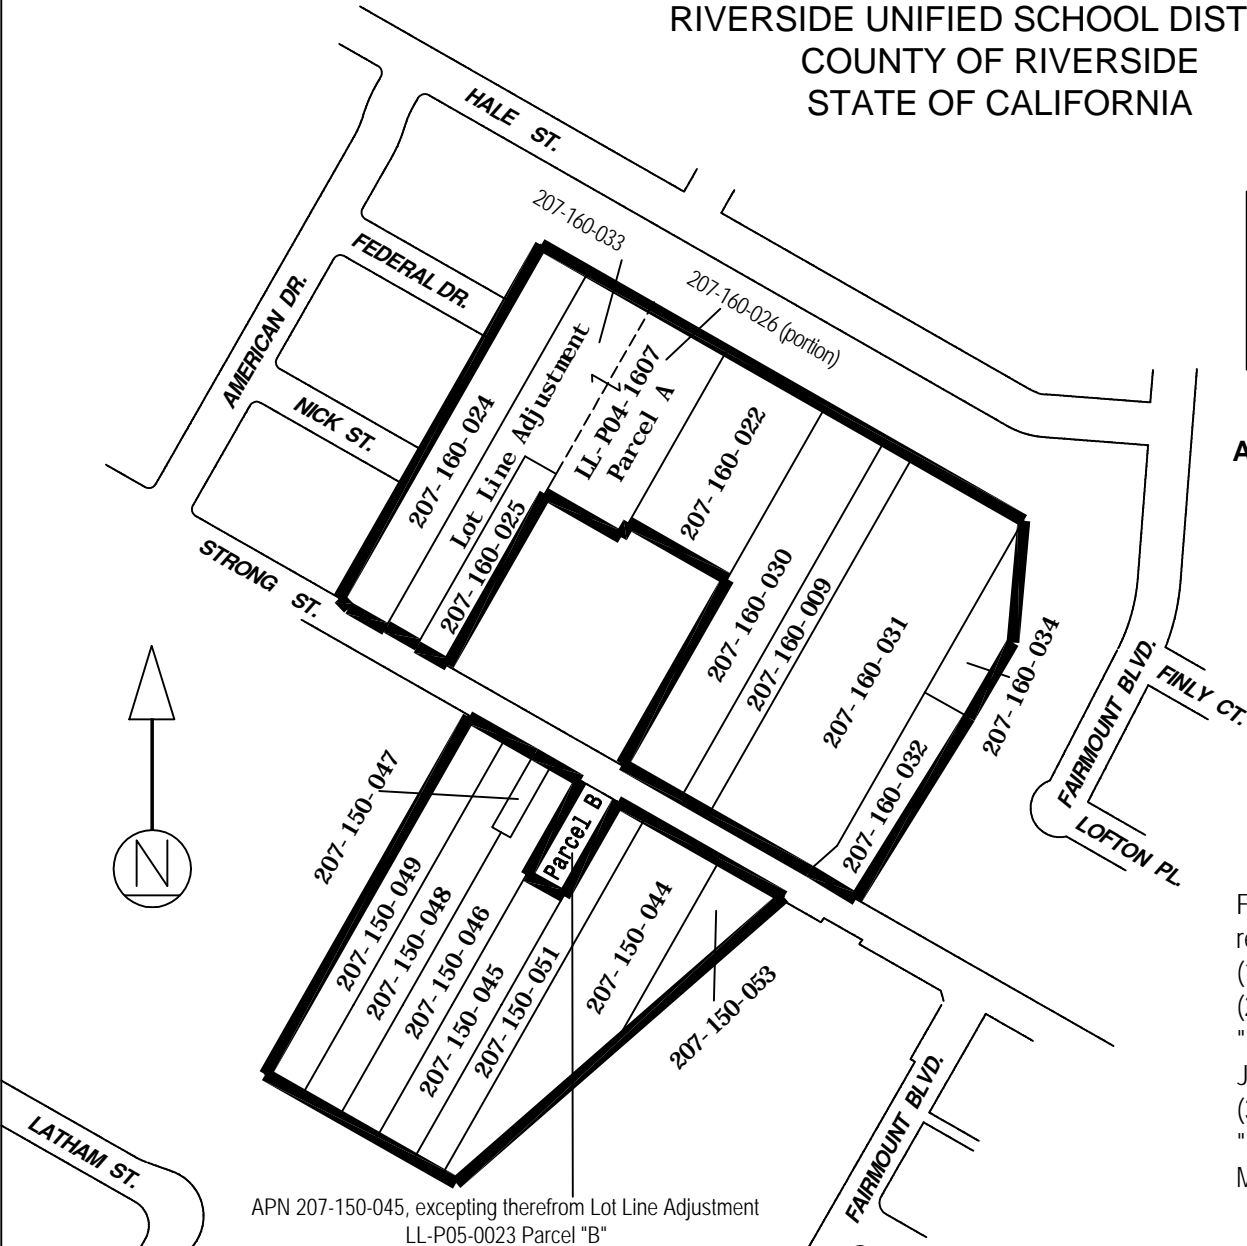 RIVERSIDE UNIFIED SCHOOL DIST
COUNTY OF RIVERSIDE
STATE OF CALIFORNIA
HALE ST.
207-160-033
FEDERAL DR.
207-160-026 (portion)
AMERICAN DR.
NICK ST.
STRONG ST.
207-160-024
Lot Line Adjustment
LL-P04-1607
Parcel A
207-160-025
207-160-022
207-160-030
207-160-009
207-160-031
207-160-034
207-160-032
FAIRMOUNT BLVD.
FINLY CT.
LOFTON PL.
A
N
207-150-047
Parcel B
207-150-049
207-150-048
207-150-046
207-150-045
207-150-051
207-150-044
207-150-053
F
re
(
(2
"
J
(3
"
M
LATHAM ST.
FAIRMOUNT BLVD.
APN 207-150-045, excepting therefrom Lot Line Adjustment
LL-P05-0023 Parcel "B"